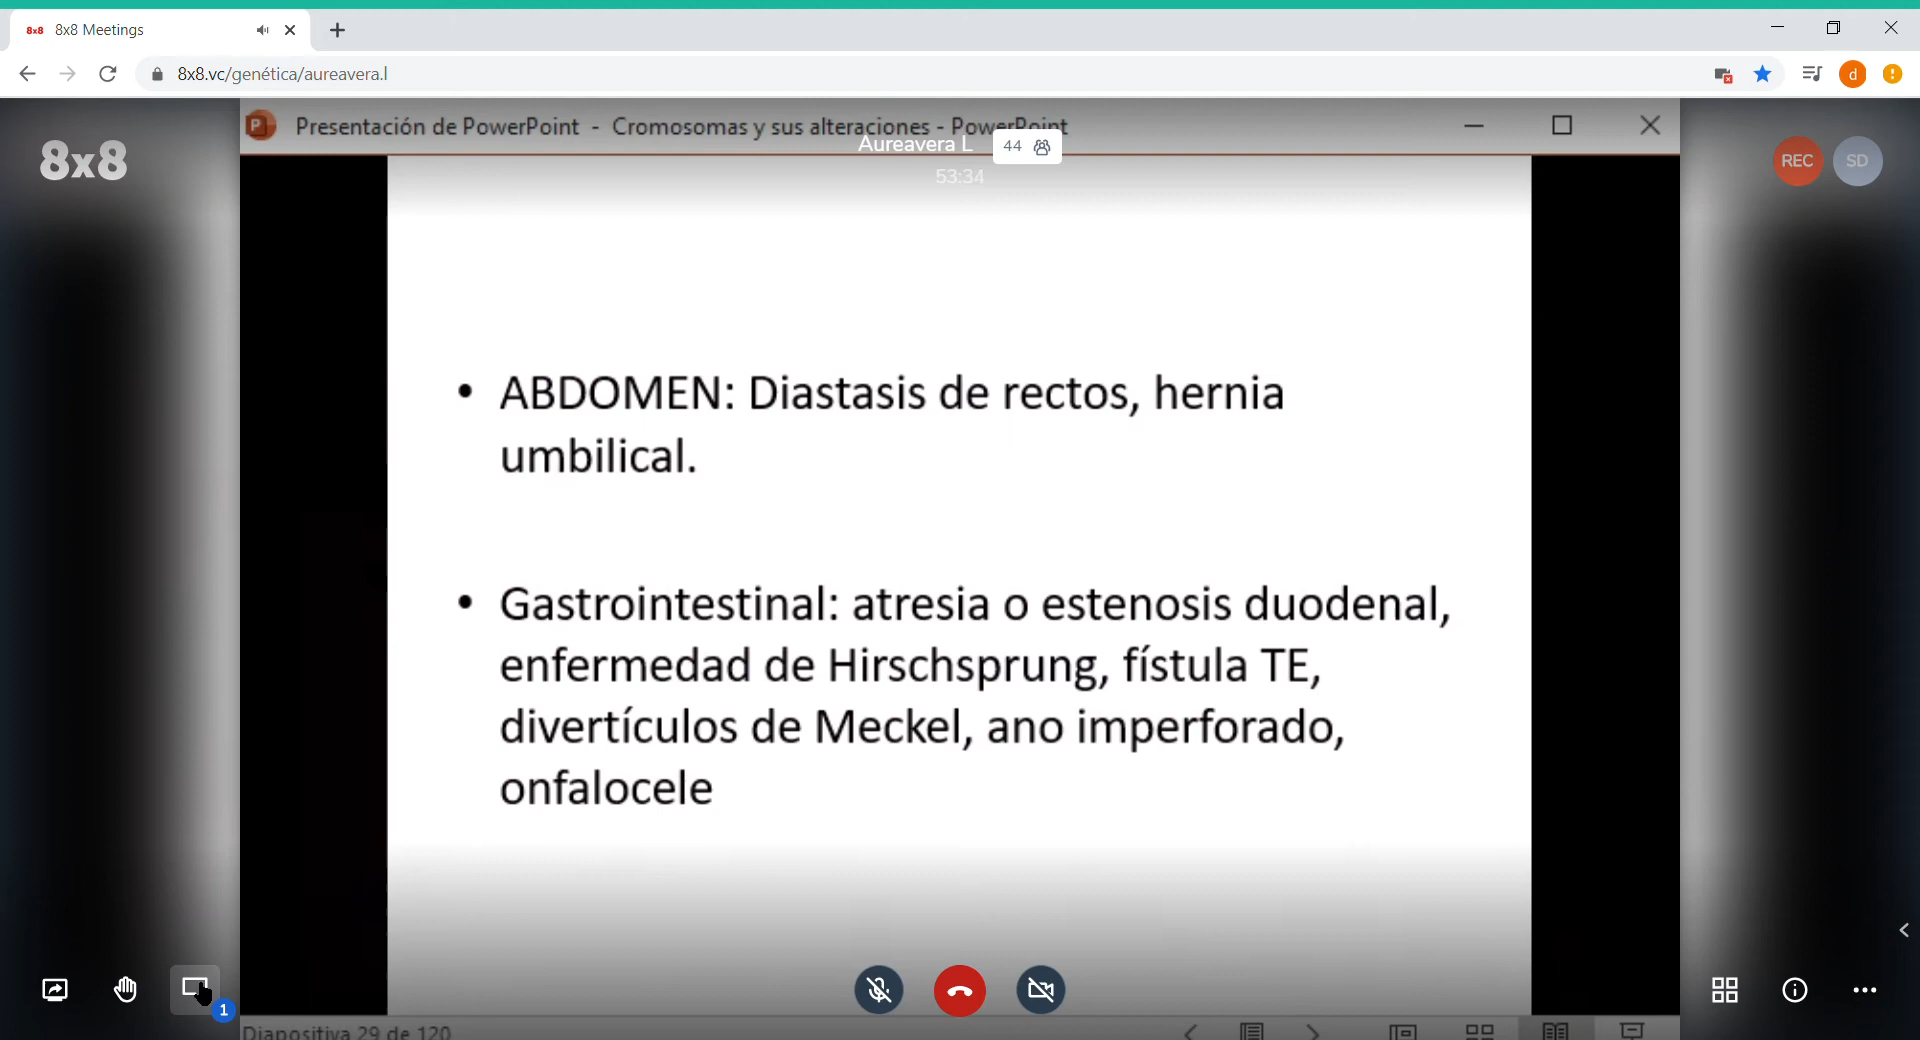 8x8 8x8 Meetings
8x8.vc/genética/aureavera.l
d
P Presentación de PowerPoint - Cromosomas y sus alteraciones - PowerPoint
Aureavera L 44
8x8
REC SD
53:34
• ABDOMEN: Diastasis de rectos, hernia
umbilical.
• Gastrointestinal: atresia o estenosis duodenal,
enfermedad de Hirschsprung, fístula TE,
divertículos de Meckel, ano imperforado,
onfalocele
1
Diapositiva 29 de 120